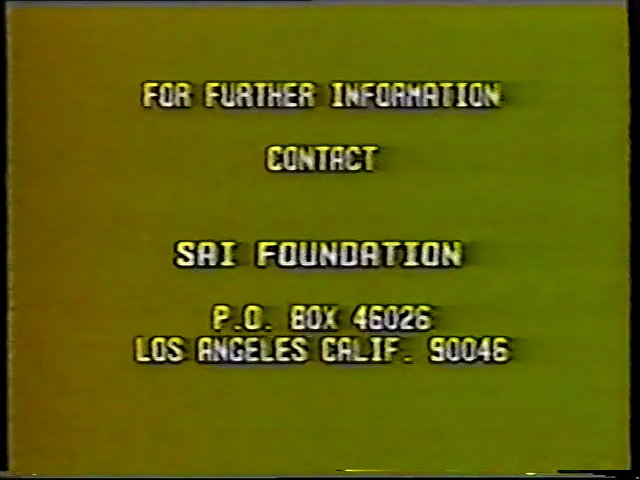 FOR FURTHER INFORMATION
CONTACT
SAI FOUNDATION
P.O. BOX 46026
LOS ANGELES CALIF. 90046